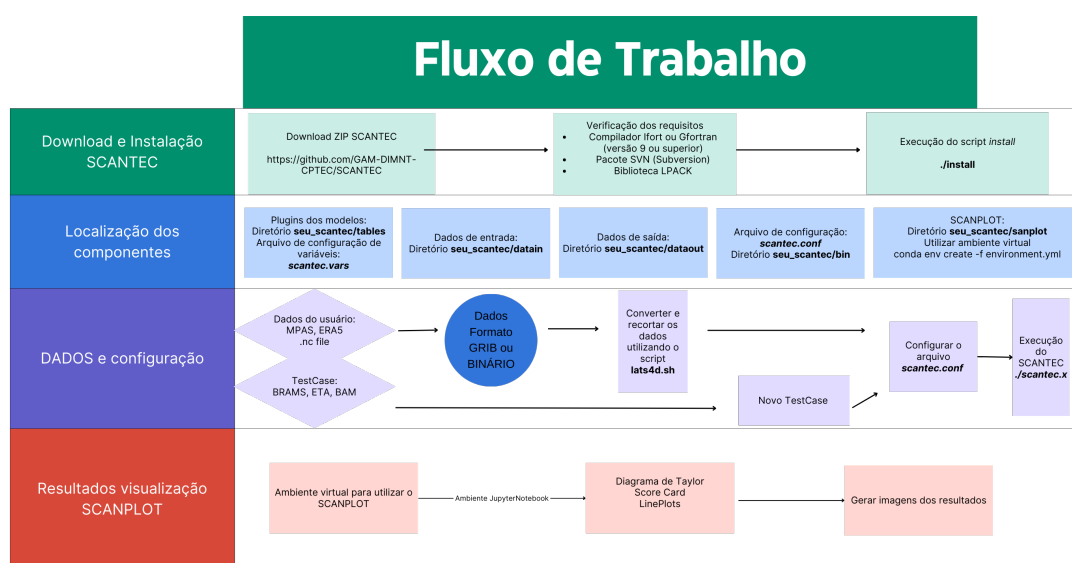 Fluxo de Trabalho
Download e Instalação
SCANTEC
Download ZIP SCANTEC
https://github.com/GAM-DIMNT-
CPTEC/SCANTEC
Verificação dos requisitos
• Compilador Ifort ou Gfortran
(versão 9 ou superior)
• Pacote SVN (Subversion)
• Biblioteca LPACK
Execução do script install
./install
Localização dos
componentes
Plugins dos modelos:
Diretório seu_scantec/tables
Arquivo de configuração de
variáveis:
scantec.vars
Dados de entrada:
Diretório seu_scantec/datain
Dados de saída:
Diretório seu_scantec/dataout
Arquivo de configuração:
scantec.conf
Diretório seu_scantec/bin
SCANPLOT:
Diretório seu_scantec/sanplot
Utilizar ambiente virtual
conda env create -f environment.yml
DADOS e configuração
Dados do usuário:
MPAS, ERA5
.nc file
TestCase:
BRAMS, ETA, BAM
Dados
Formato
GRIB ou
BINÁRIO
Converter e
recortar os
dados
utilizando o
script
lats4d.sh
Novo TestCase
Configurar o
arquivo
scantec.conf
Execução
do
SCANTEC
./scantec.x
Resultados visualização
SCANPLOT
Ambiente virtual para utilizar o
SCANPLOT
Ambiente JupyterNotebook
Diagrama de Taylor
Score Card
LinePlots
Gerar imagens dos resultados